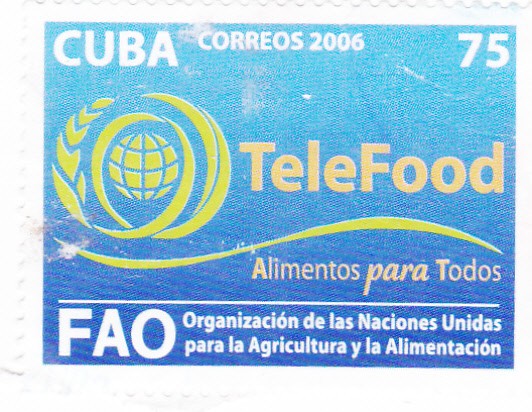 CUBA CORREOS 2006 75
TeleFood
Alimentos para Todos
FAO Organización de las Naciones Unidas
para la Agricultura y la Alimentación